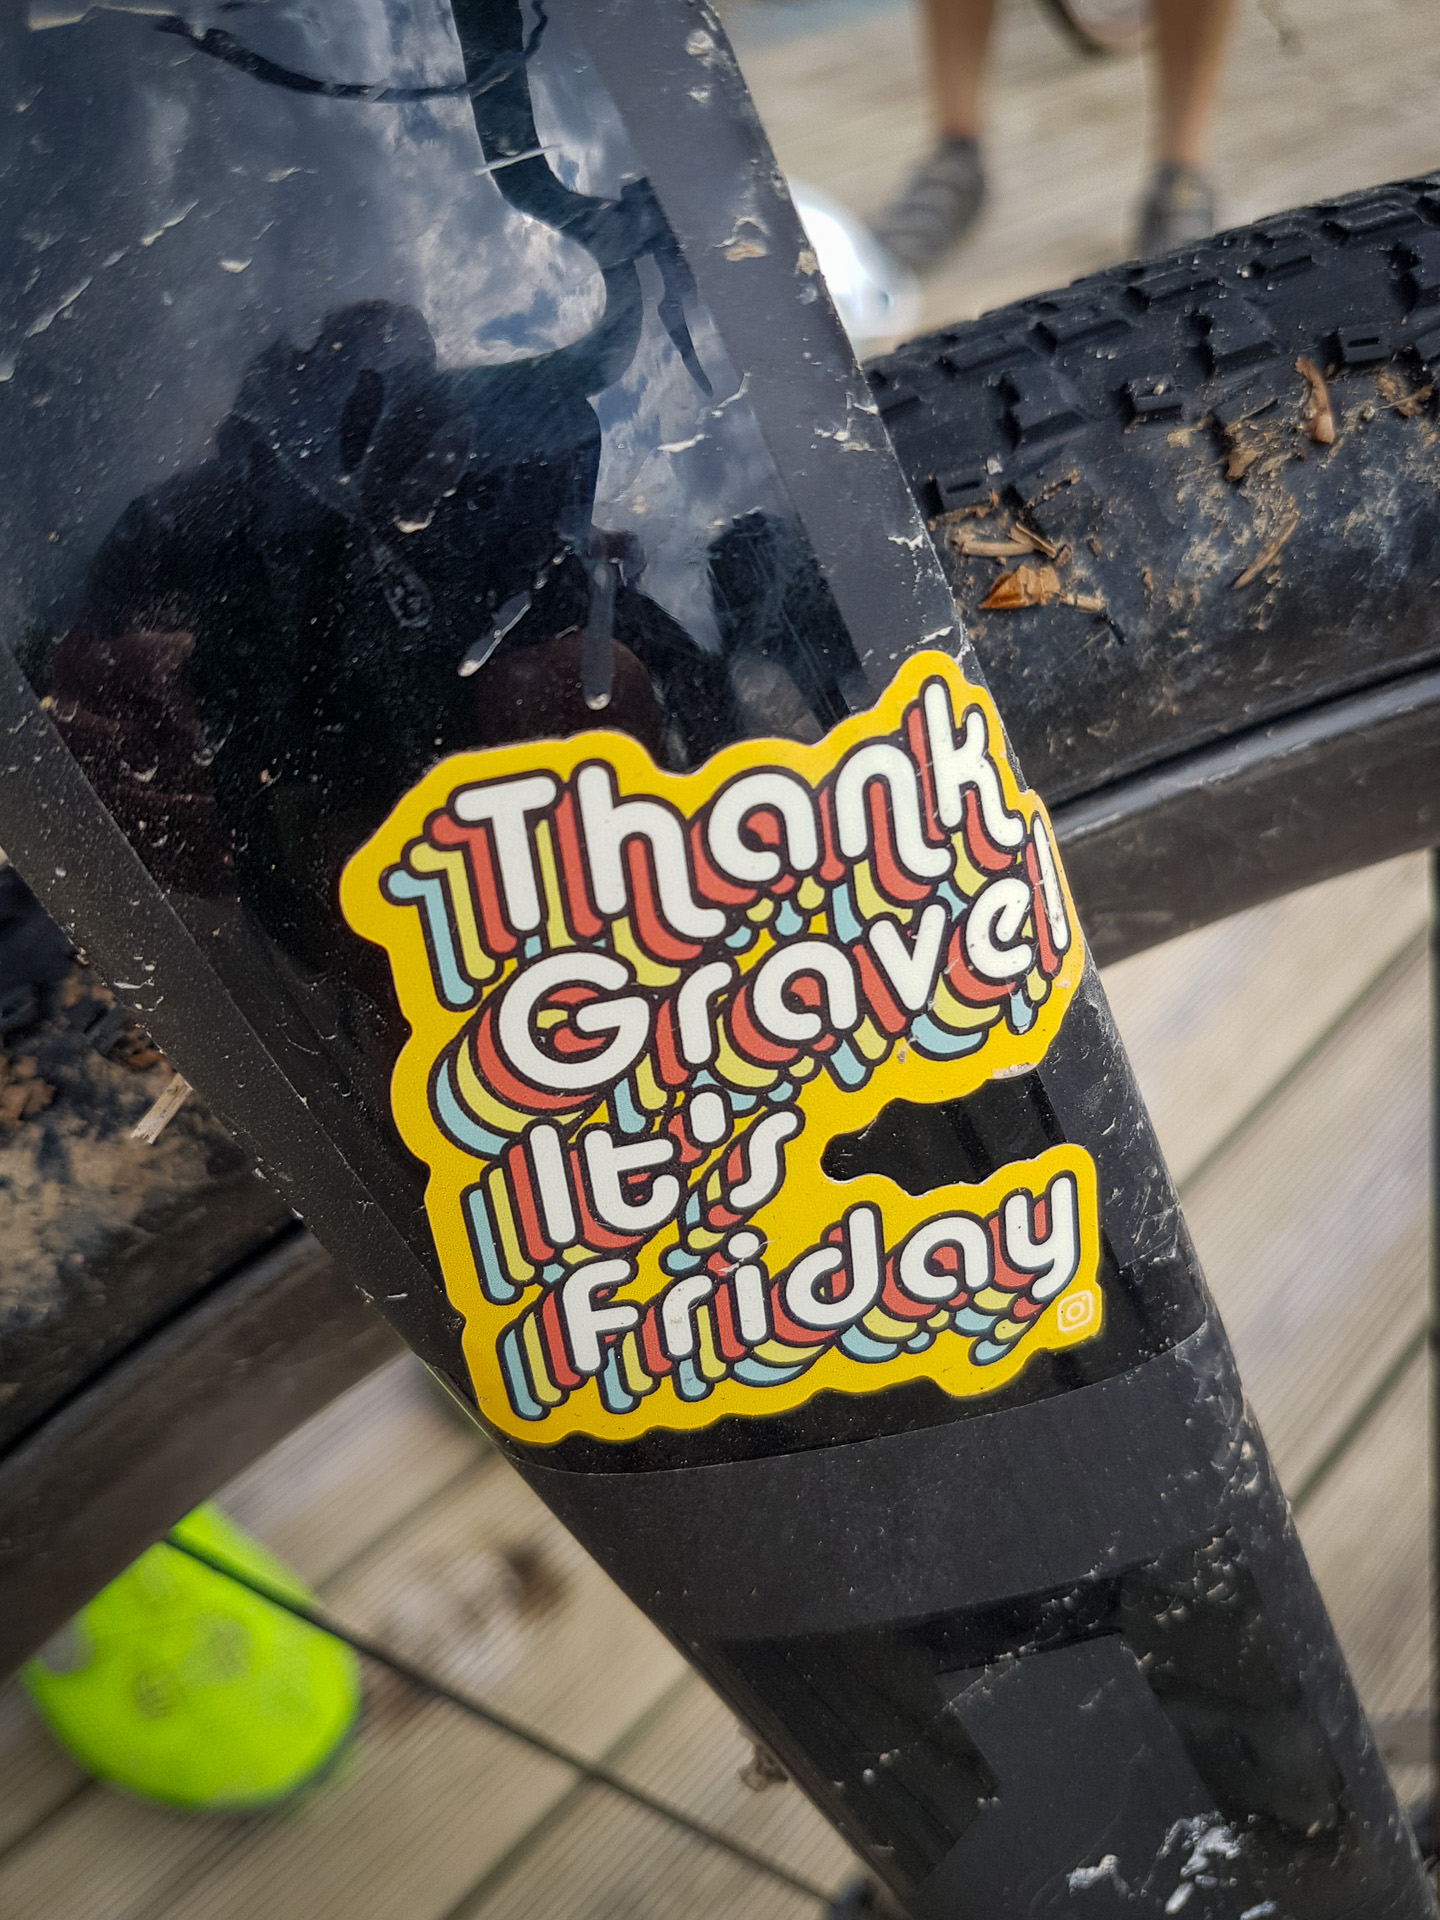 Thank
Gravel
It's
Friday